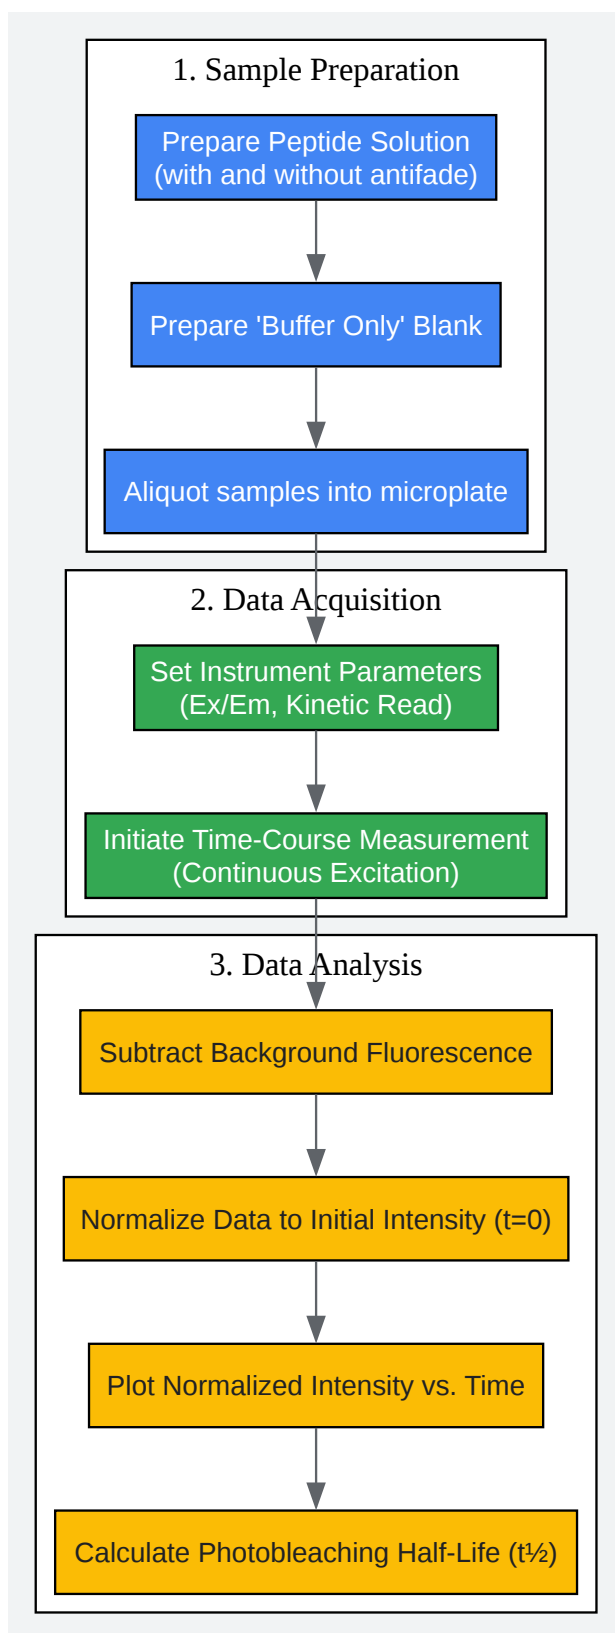 1. Sample Preparation
Prepare Peptide Solution
(with and without antifade)
Prepare 'Buffer Only' Blank
Aliquot samples into microplate
2. Data Acquisition
Set Instrument Parameters
(Ex/Em, Kinetic Read)
Initiate Time-Course Measurement
(Continuous Excitation)
3. Data Analysis
Subtract Background Fluorescence
Normalize Data to Initial Intensity (t=0)
Plot Normalized Intensity vs. Time
Calculate Photobleaching Half-Life (t½)